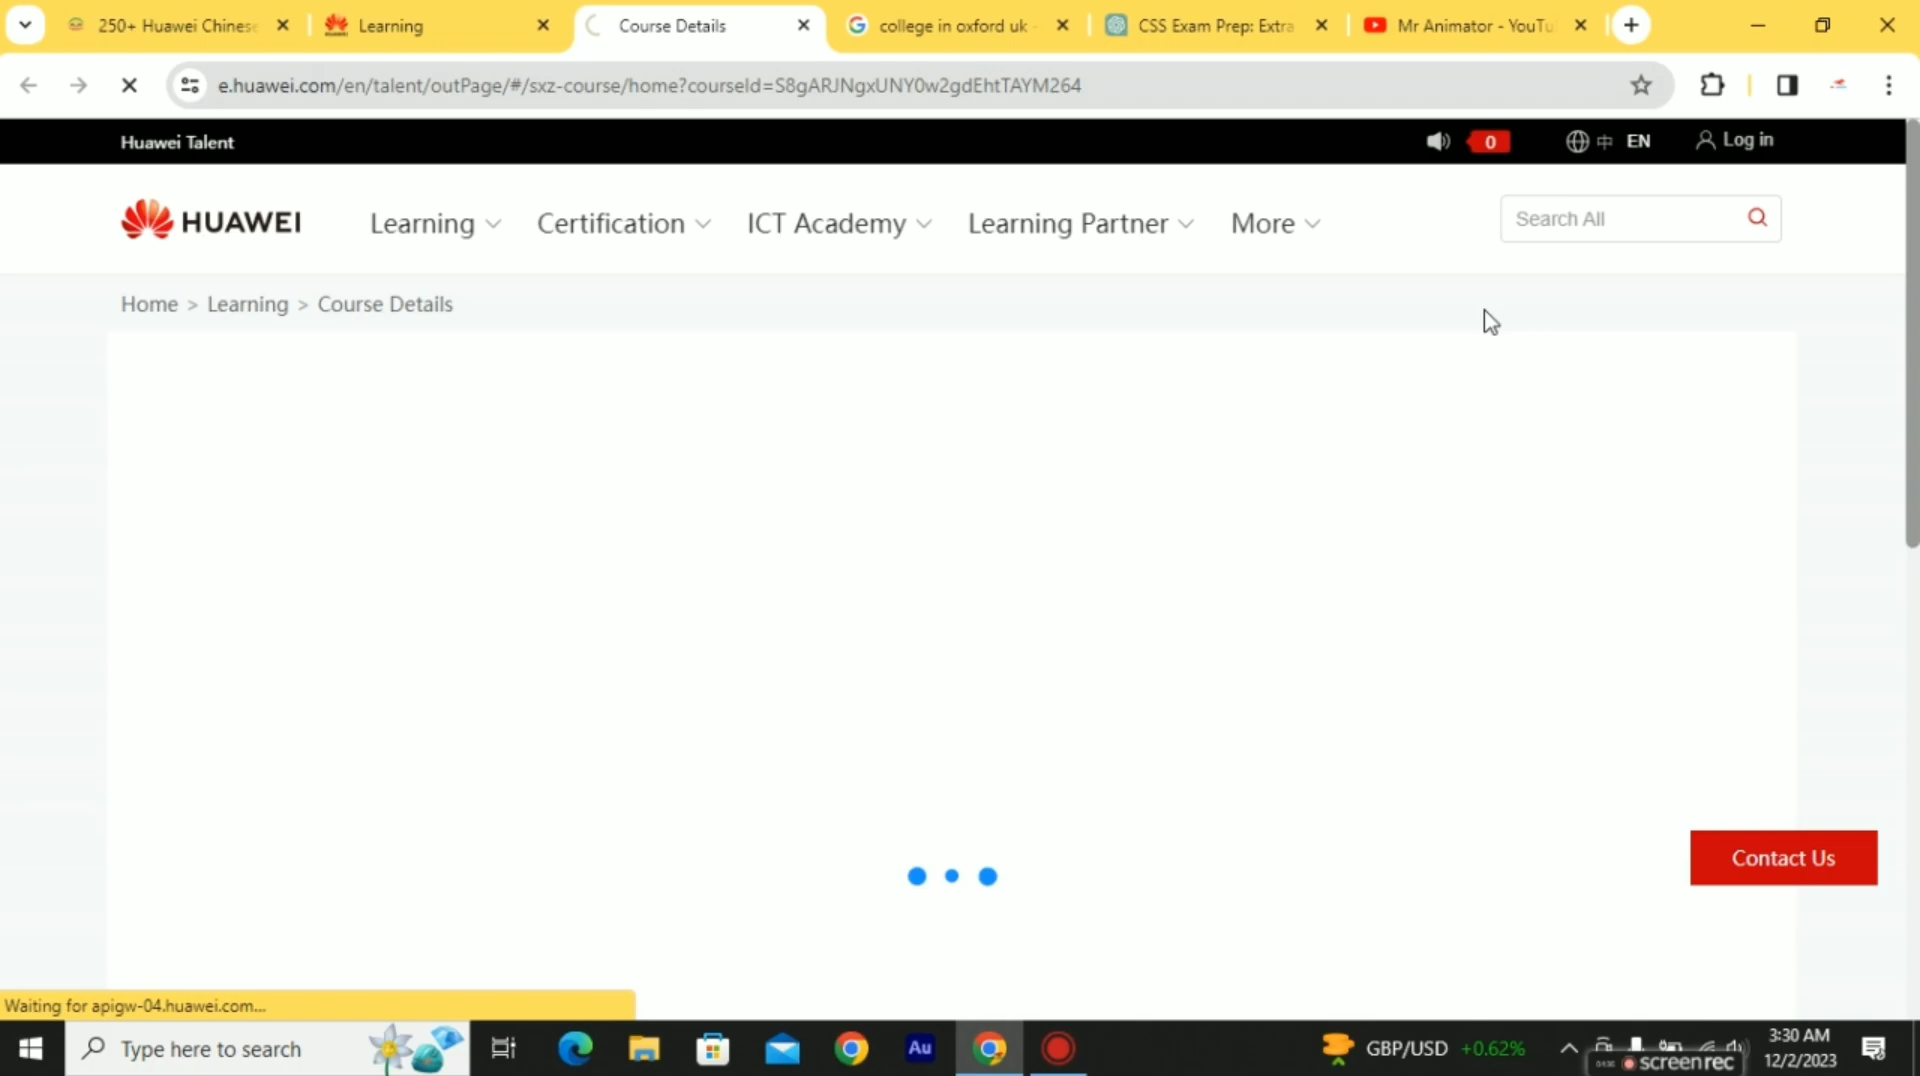 250+ Huawei Chinese
Learning
Course Details
college in oxford uk -
CSS Exam Prep: Extra
Mr Animator - YouTu
e.huawei.com/en/talent/outPage/#/sxz-course/home?courseId=S8gARJNgxUNY0w2gdEhtTAYM264
Huawei Talent
0
中 EN
Log in
HUAWEI
Learning
Certification
ICT Academy
Learning Partner
More
Search All
Home > Learning > Course Details
Contact Us
Waiting for apigw-04.huawei.com...
Type here to search
Au
GBP/USD +0.62%
3:30 AM
12/2/2023
screenrec